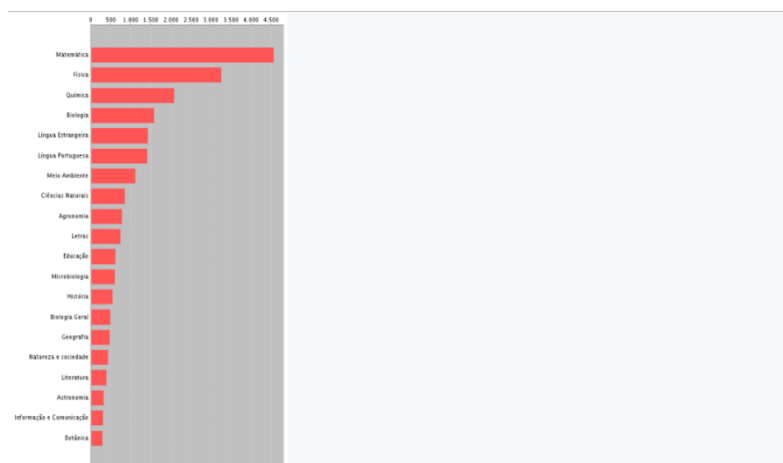 0 500 1.000 1.500 2.000 2.500 3.000 3.500 4.000 4.500
Matemática
Física
Química
Biologia
Língua Estrangeira
Língua Portuguesa
Meio Ambiente
Ciências Naturais
Agronomia
Letras
Educação
Microbiologia
História
Biologia Geral
Geografia
Natureza e sociedade
Literatura
Astronomia
Informação e Comunicação
Botânica